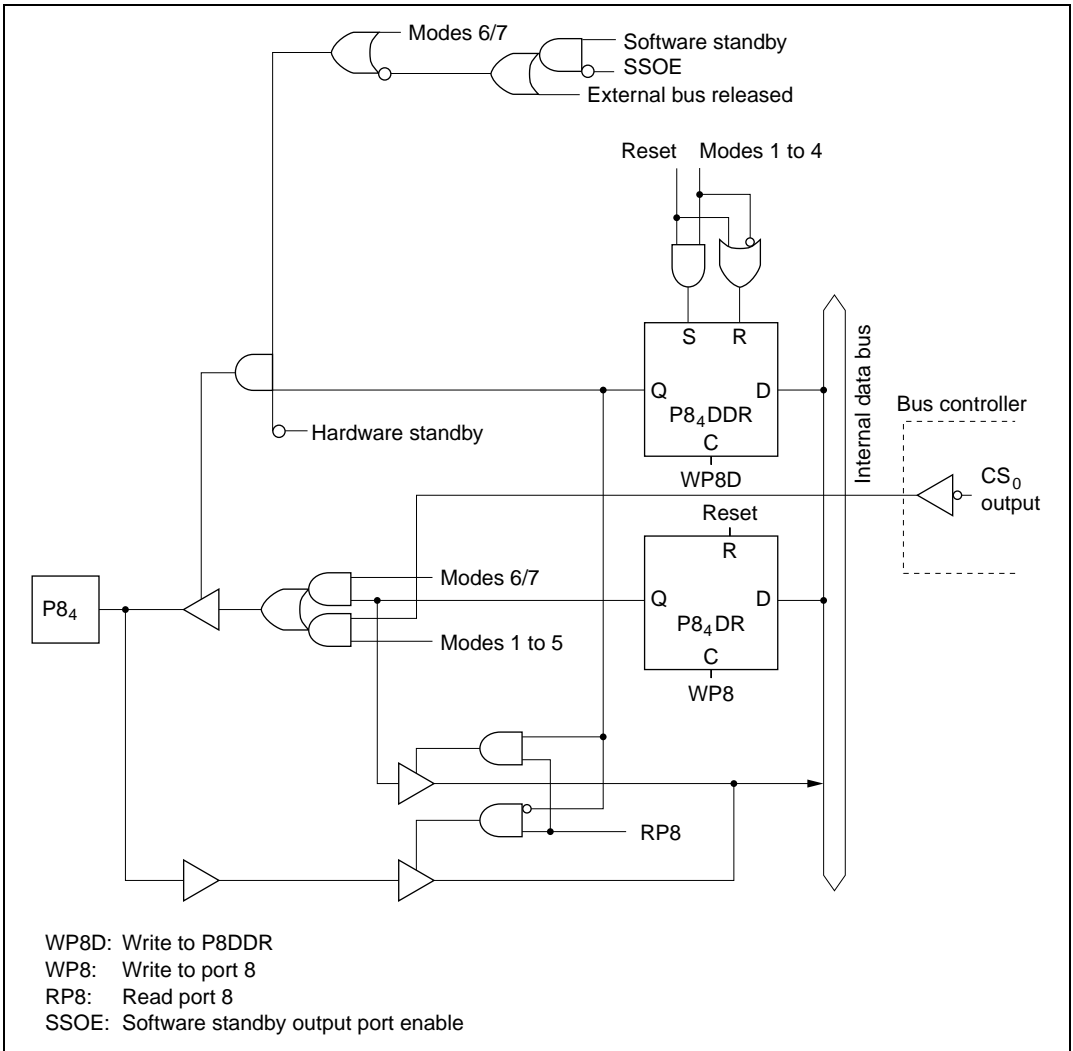 Modes 6/7
Software standby
SSOE
External bus released
Reset Modes 1 to 4
S R
Q D
P8₄DDR
C
WP8D
Hardware standby
Internal data bus
Bus controller
CS₀
output
Reset
R
Q D
P8₄DR
C
WP8
Modes 6/7
Modes 1 to 5
P8₄
RP8
WP8D: Write to P8DDR
WP8: Write to port 8
RP8: Read port 8
SSOE: Software standby output port enable